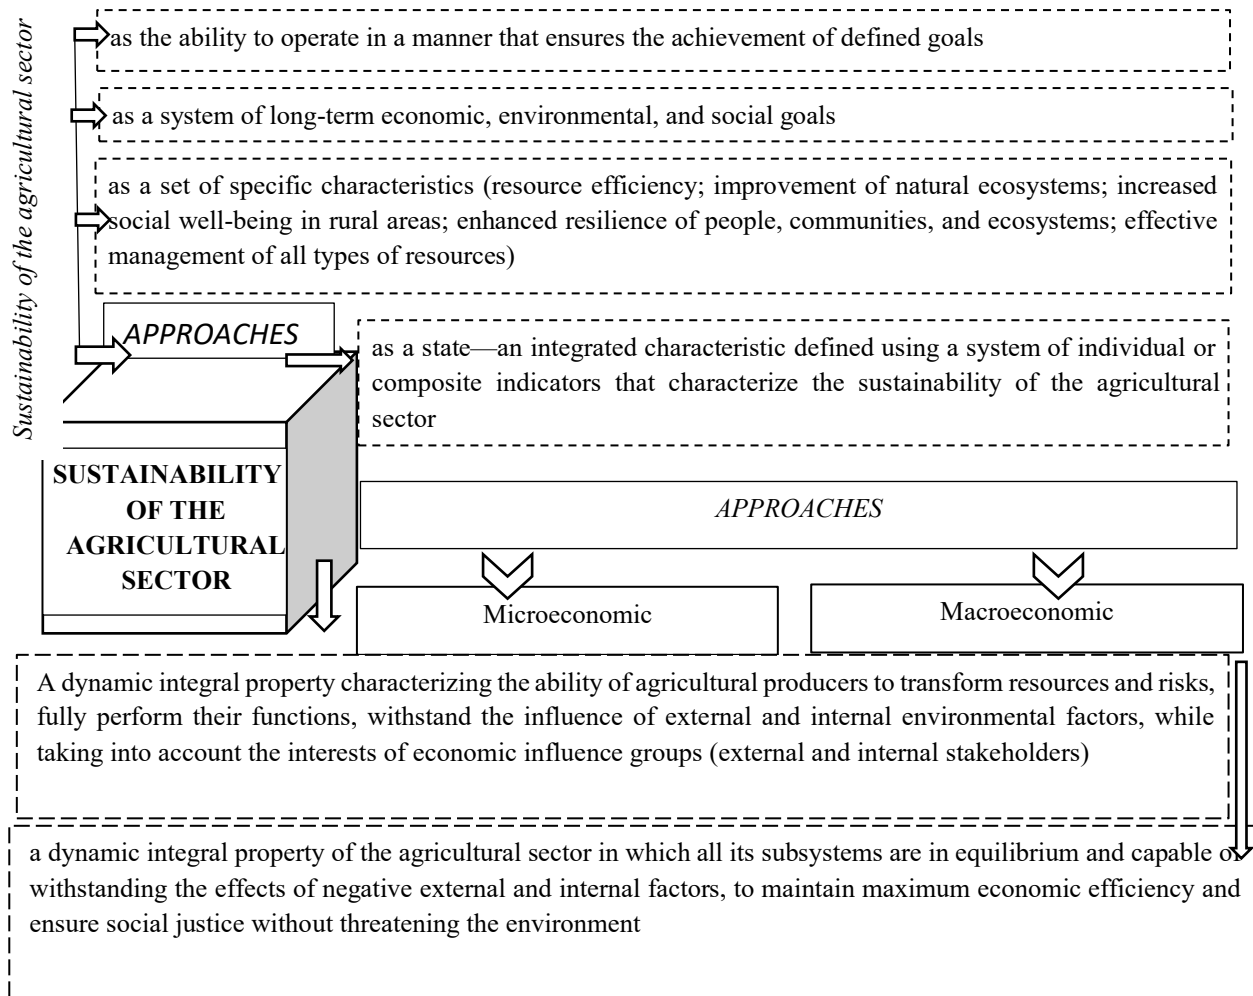 Sustainability of the agricultural sector
as the ability to operate in a manner that ensures the achievement of defined goals
as a system of long-term economic, environmental, and social goals
as a set of specific characteristics (resource efficiency; improvement of natural ecosystems; increased
social well-being in rural areas; enhanced resilience of people, communities, and ecosystems; effective
management of all types of resources)
APPROACHES
as a state—an integrated characteristic defined using a system of individual or
composite indicators that characterize the sustainability of the agricultural
sector
SUSTAINABILITY
OF THE
AGRICULTURAL
SECTOR
APPROACHES
Microeconomic
Macroeconomic
A dynamic integral property characterizing the ability of agricultural producers to transform resources and risks,
fully perform their functions, withstand the influence of external and internal environmental factors, while
taking into account the interests of economic influence groups (external and internal stakeholders)
a dynamic integral property of the agricultural sector in which all its subsystems are in equilibrium and capable of
withstanding the effects of negative external and internal factors, to maintain maximum economic efficiency and
ensure social justice without threatening the environment